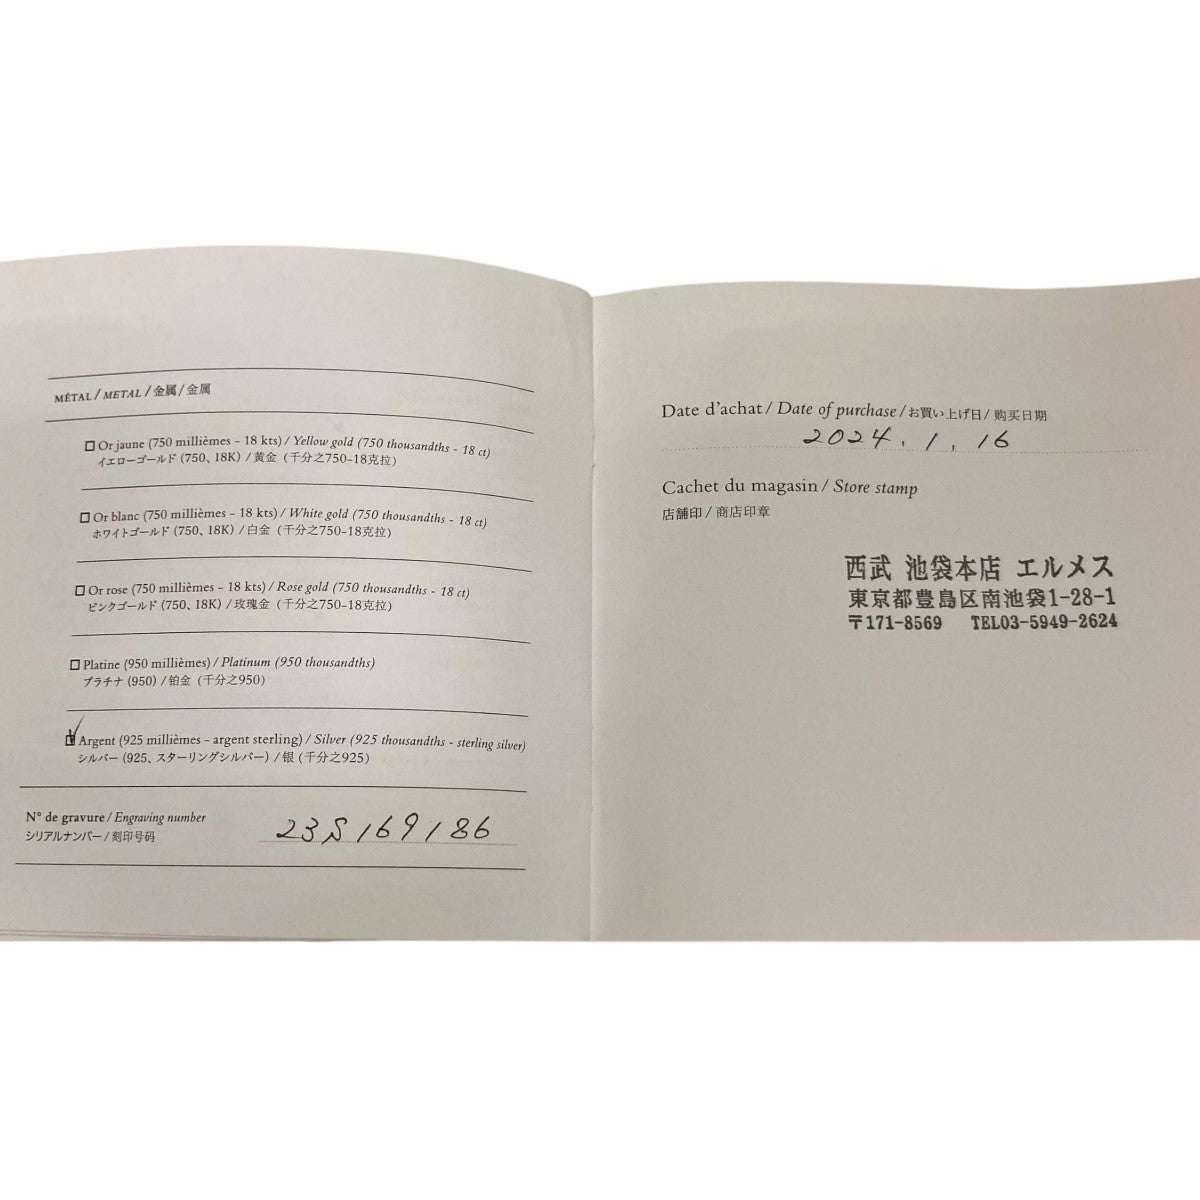 MÉTAL / METAL / 金属 / 金属
Or jaune (750 millièmes - 18 kts) / Yellow gold (750 thousandths - 18 ct)
イエローゴールド (750、18K) / 黄金 (千分之750-18克拉)
Or blanc (750 millièmes - 18 kts) / White gold (750 thousandths - 18 ct)
ホワイトゴールド (750、18K) / 白金 (千分之750-18克拉)
Or rose (750 millièmes - 18 kts) / Rose gold (750 thousandths - 18 ct)
ピンクゴールド (750、18K) / 玫瑰金 (千分之750-18克拉)
Platine (950 millièmes) / Platinum (950 thousandths)
プラチナ (950) / 铂金 (千分之950)
Argent (925 millièmes - argent sterling) / Silver (925 thousandths - sterling silver)
シルバー (925、スターリングシルバー) / 银 (千分之925)
N° de gravure / Engraving number
シリアルナンバー / 刻印号码
23S169186
Date d'achat / Date of purchase / お買い上げ日 / 购买日期
2024.1.16
Cachet du magasin / Store stamp
店舗印 / 商店印章
西武 池袋本店 エルメス
東京都豊島区南池袋1-28-1
〒171-8569 TEL03-5949-2624